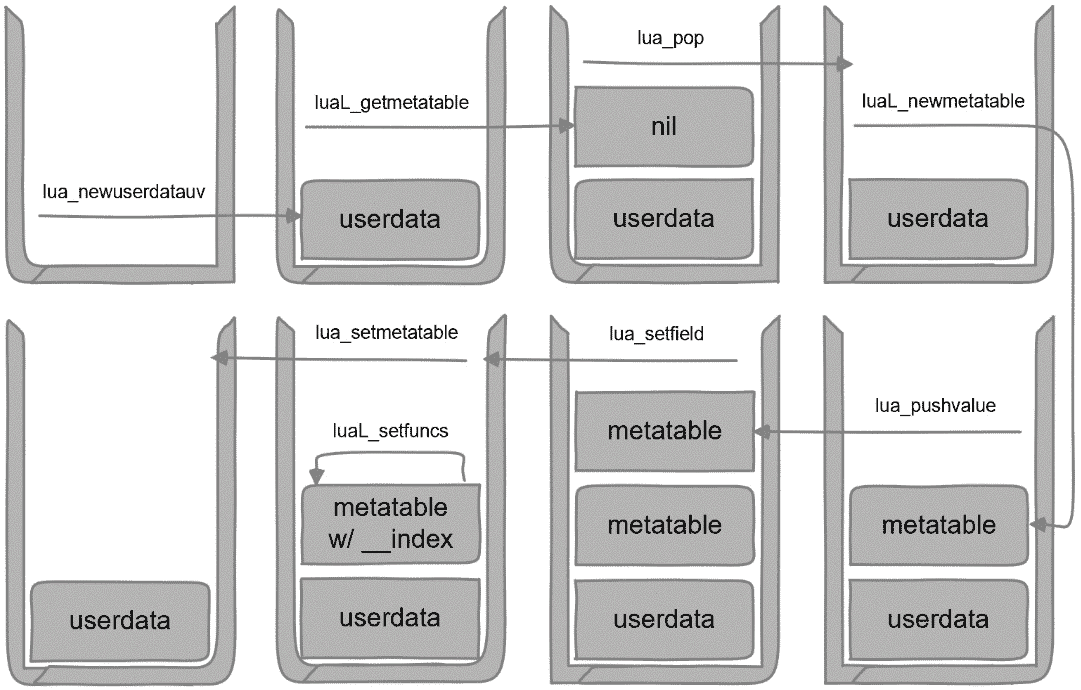 lua_pop
luaL_getmetatable
luaL_newmetatable
nil
lua_newuserdatauv
userdata
userdata
userdata
lua_setmetatable
lua_setfield
lua_pushvalue
luaL_setfuncs
metatable
metatable
w/ __index
metatable
metatable
userdata
userdata
userdata
userdata